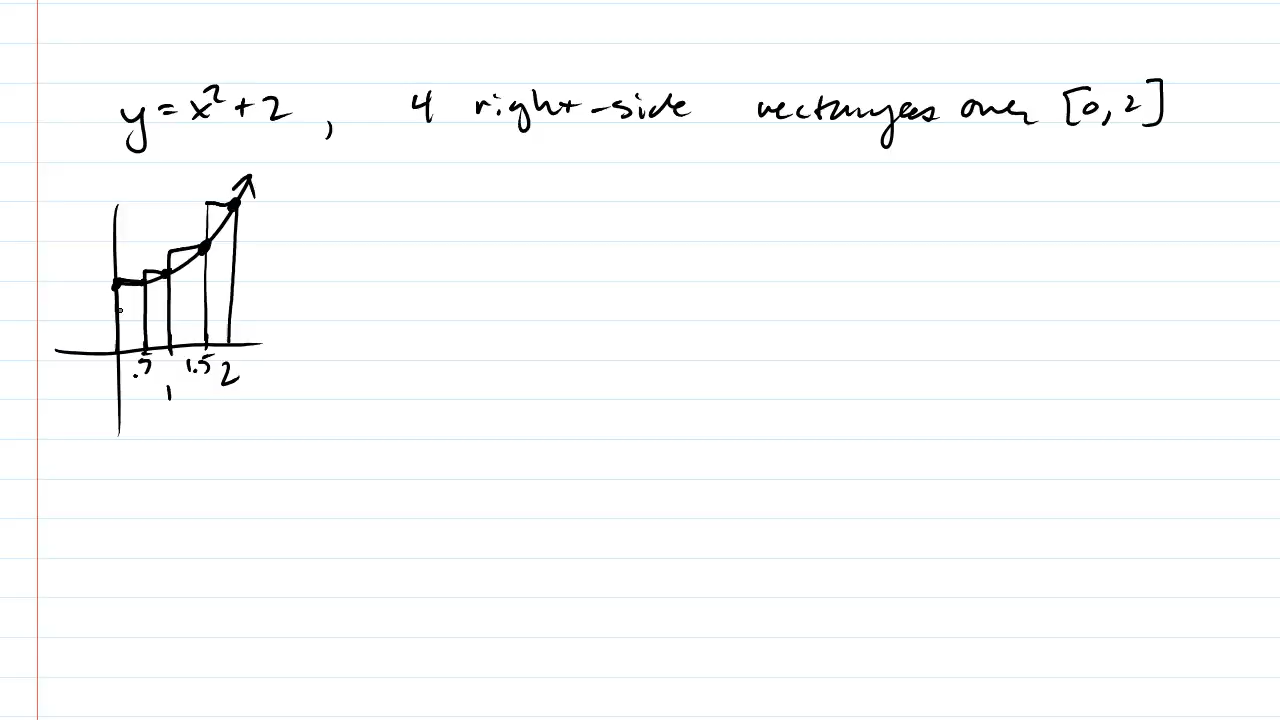 y = x² + 2 , 4 right-side rectangles over [0,2]
.5 1 1.5 2